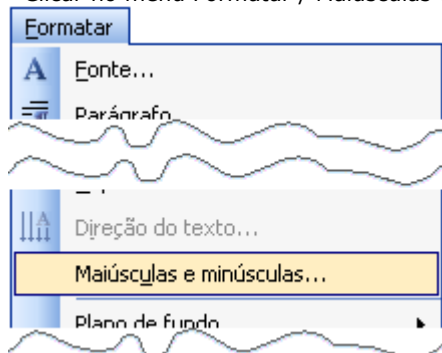 Clicar no menu Formatar / Maiúsculas
Formatar
Fonte...
Parágrafo
Direção do texto...
Maiúsculas e minúsculas...
Plano de fundo